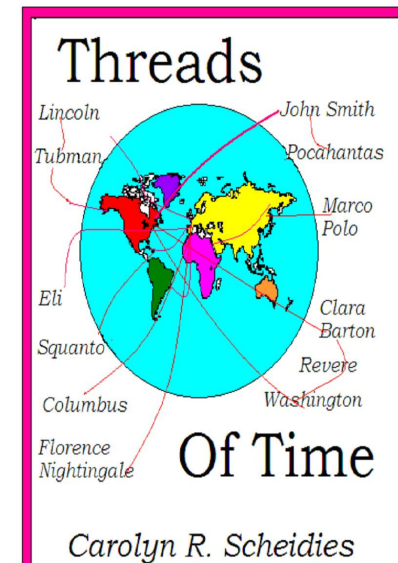 Threads
Lincoln
John Smith
Tubman
Pocahantas
Marco
Polo
Eli
Clara
Barton
Squanto
Revere
Columbus
Washington
Florence
Nightingale
Of Time
Carolyn R. Scheidies